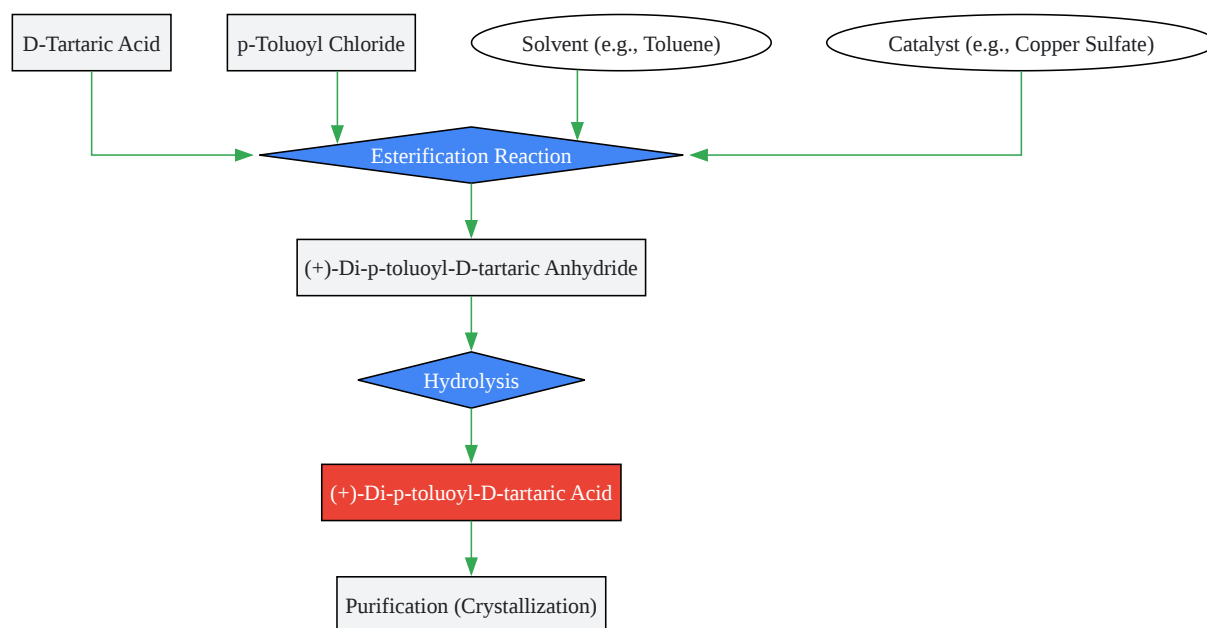 D-Tartaric Acid
p-Toluoyl Chloride
Solvent (e.g., Toluene)
Catalyst (e.g., Copper Sulfate)
Esterification Reaction
(+)-Di-p-toluoyl-D-tartaric Anhydride
Hydrolysis
(+)-Di-p-toluoyl-D-tartaric Acid
Purification (Crystallization)